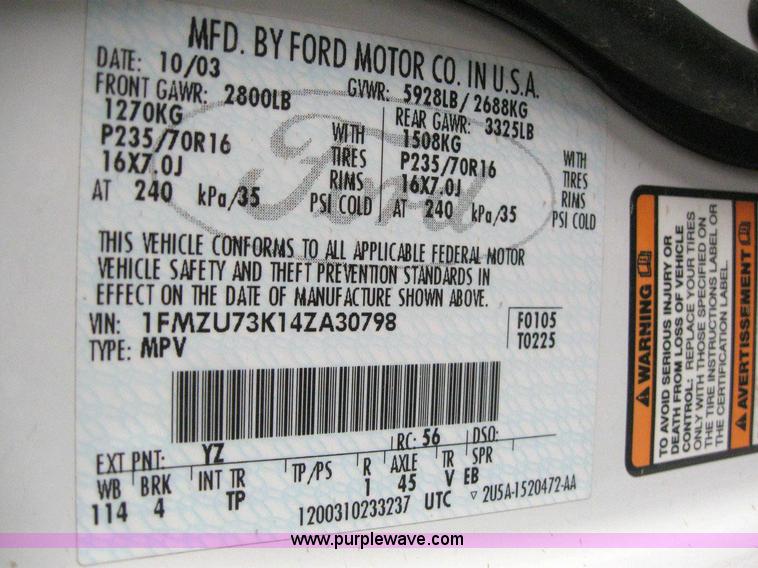 MFD. BY FORD MOTOR CO. IN U.S.A.
DATE: 10/03 GVWR: 5928LB / 2688KG
FRONT GAWR: 2800LB REAR GAWR: 3325LB
1270KG WITH 1508KG WITH
P235/70R16 TIRES P235/70R16 TIRES
16X7.0J RIMS 16X7.0J RIMS
AT 240 kPa/35 PSI COLD AT 240 kPa/35 PSI COLD
Ford
THIS VEHICLE CONFORMS TO ALL APPLICABLE FEDERAL MOTOR
VEHICLE SAFETY AND THEFT PREVENTION STANDARDS IN
EFFECT ON THE DATE OF MANUFACTURE SHOWN ABOVE.
VIN: 1FMZU73K14ZA30798 F0105
TYPE: MPV T0225
EXT PNT: YZ RC: 56 DSO:
WB BRK INT TR TP/PS R AXLE TR SPR
114 4 TP 1 45 V EB
1200310233237 UTC ▿ 2U5A-1520472-AA
WARNING
TO AVOID SERIOUS INJURY OR
DEATH FROM LOSS OF VEHICLE
CONTROL: REPLACE YOUR TIRES
ONLY WITH THOSE SPECIFIED ON
THE TIRE INSTRUCTIONS LABEL OR
THE CERTIFICATION LABEL.
AVERTISSEMENT
www.purplewave.com